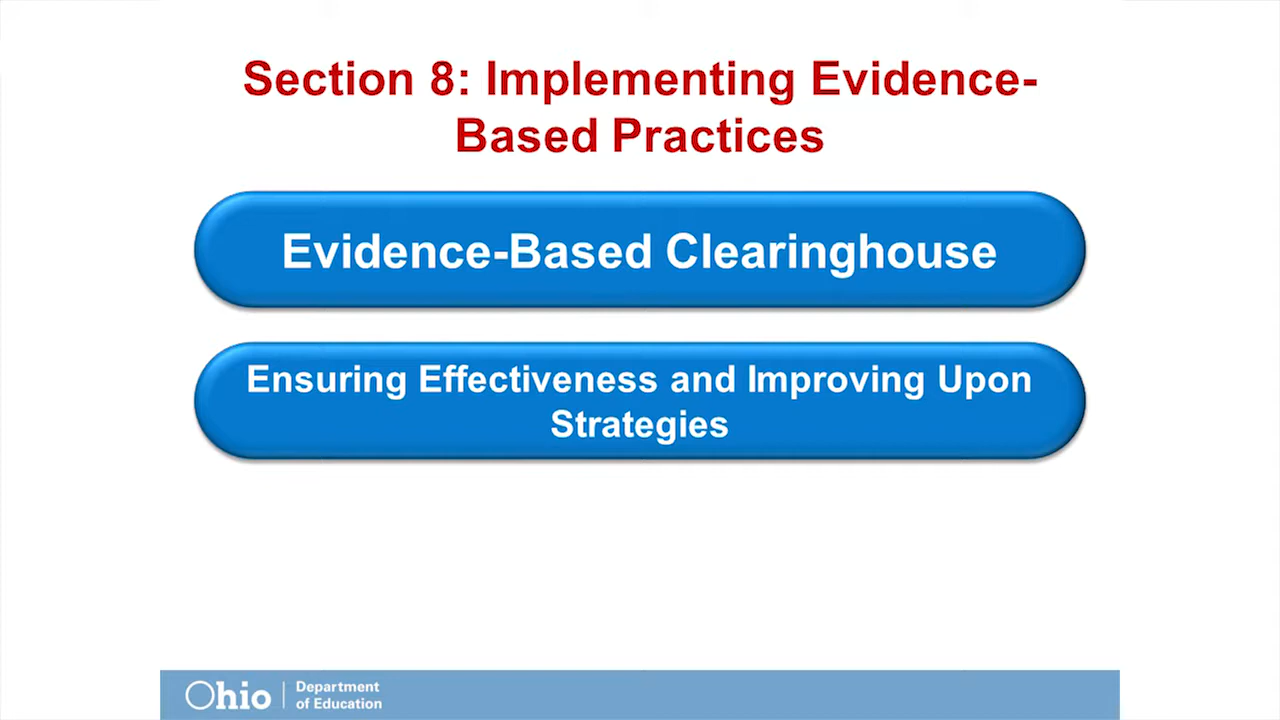 Section 8: Implementing Evidence-
Based Practices
Evidence-Based Clearinghouse
Ensuring Effectiveness and Improving Upon
Strategies
Ohio
Department
of Education